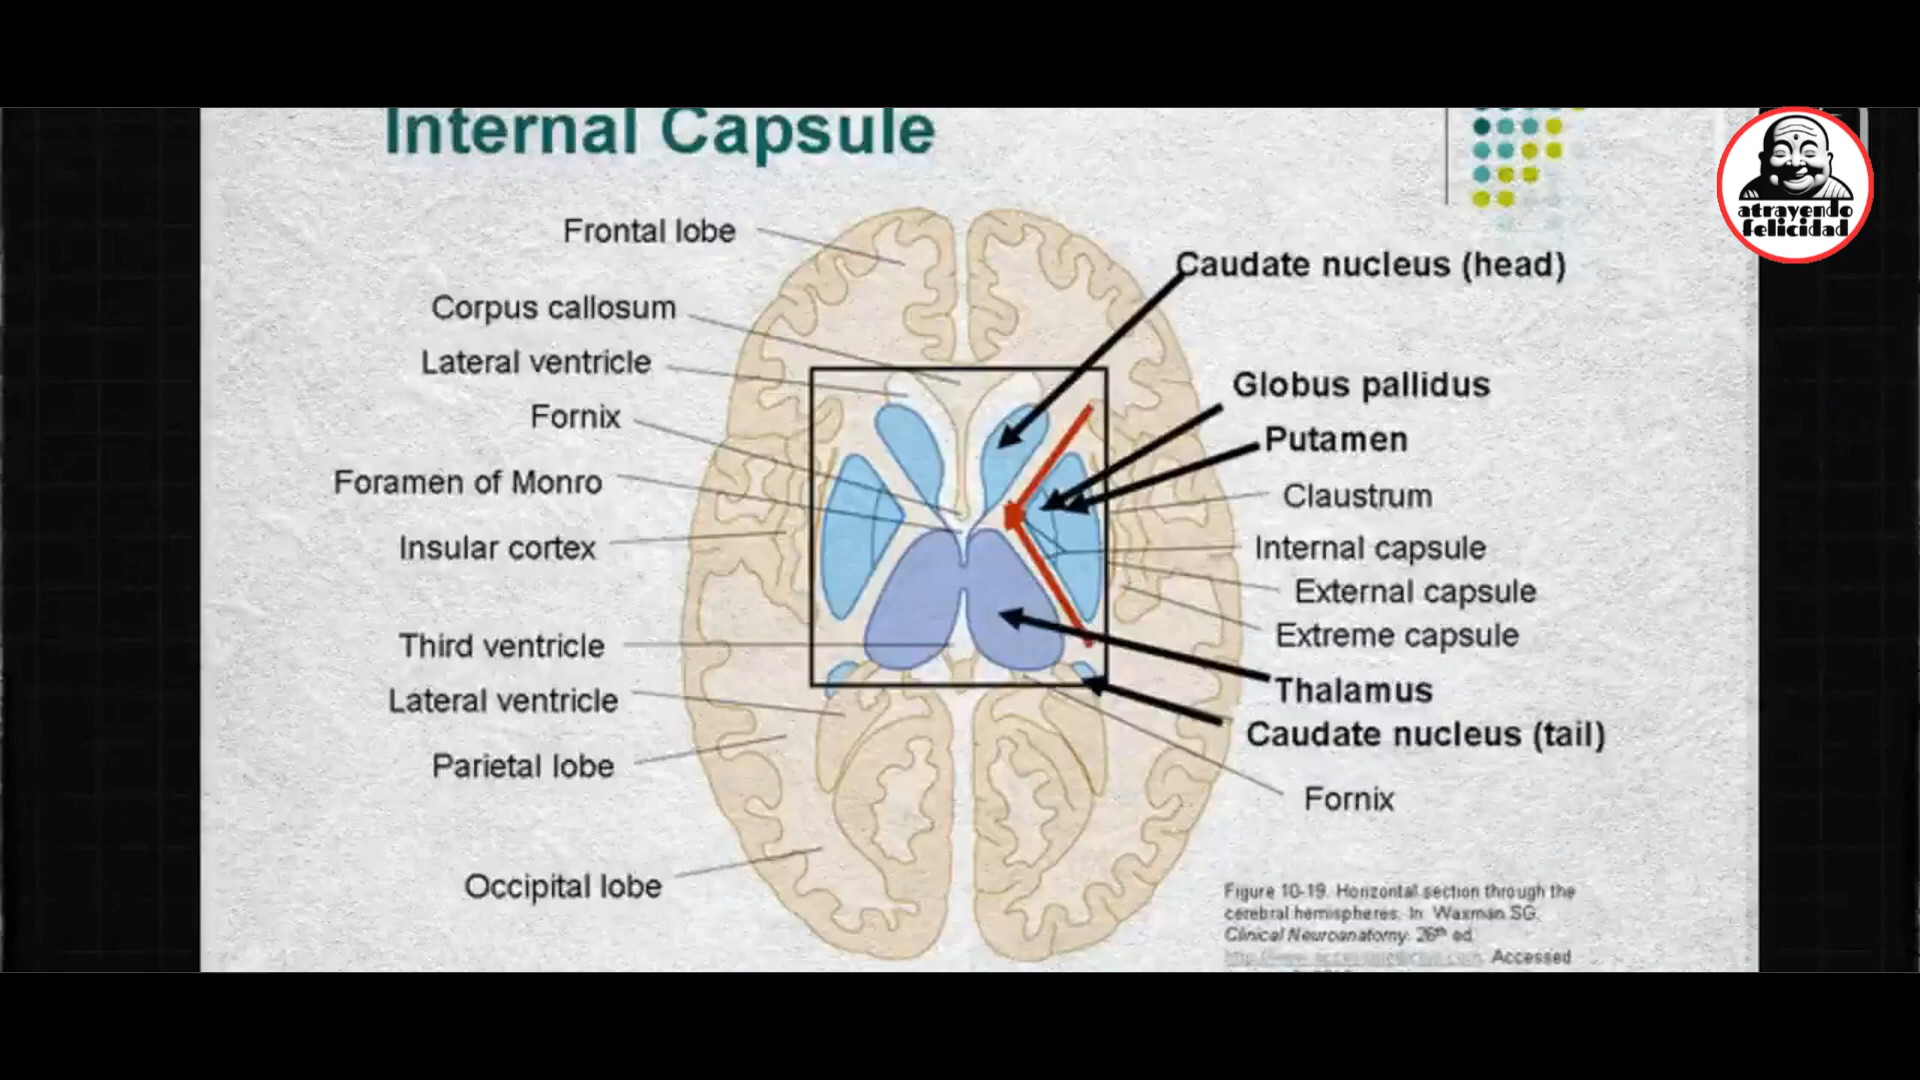 Internal Capsule
atrayendo
felicidad
Frontal lobe
Corpus callosum
Lateral ventricle
Fornix
Foramen of Monro
Insular cortex
Third ventricle
Lateral ventricle
Parietal lobe
Occipital lobe
Caudate nucleus (head)
Globus pallidus
Putamen
Claustrum
Internal capsule
External capsule
Extreme capsule
Thalamus
Caudate nucleus (tail)
Fornix
Figure 10-19. Horizontal section through the
cerebral hemispheres. In Waxman SG.
Clinical Neuroanatomy. 26th ed
Accessed